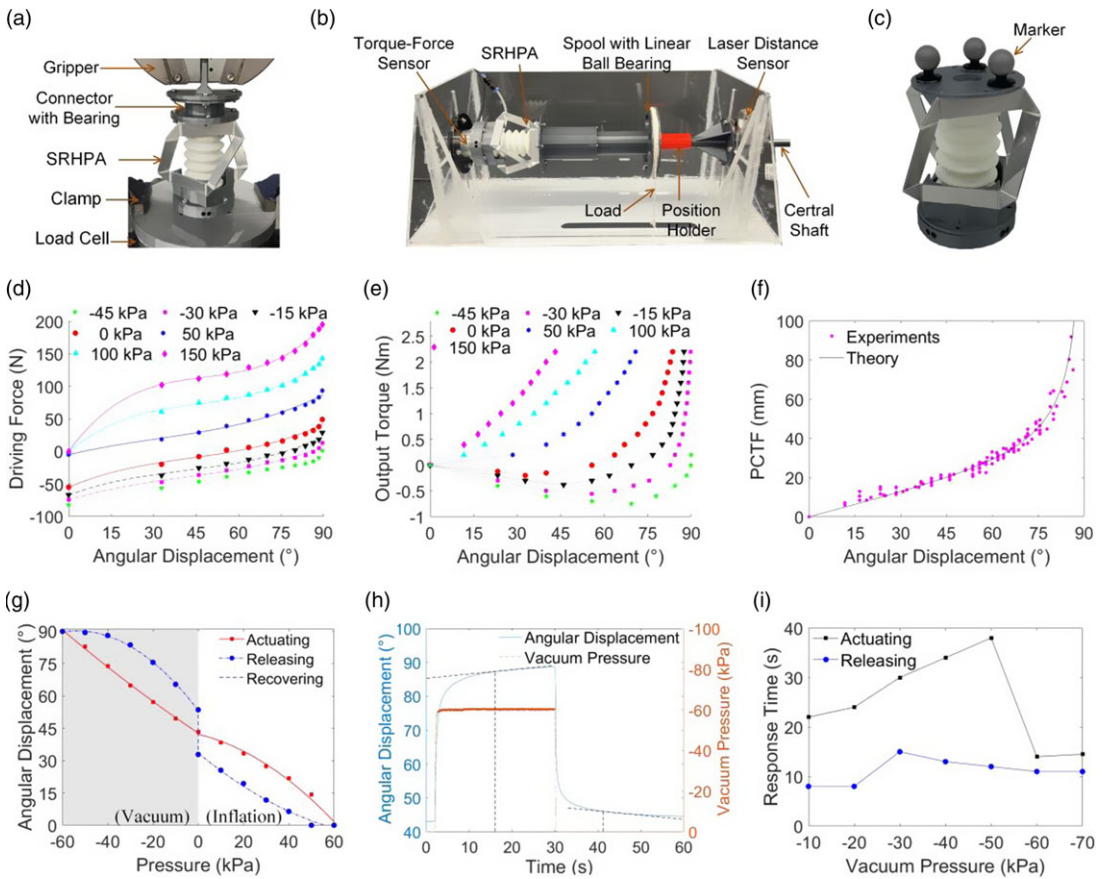 (a)
Gripper
Connector
with Bearing
SRHPA
Clamp
Load Cell
(b)
Torque-Force
Sensor
SRHPA
Spool with Linear
Ball Bearing
Laser Distance
Sensor
Load
Position
Holder
Certral
Shaft
(c)
Marker
(d)
-45 kPa -30 kPa -15 kPa
0 kPa 50 kPa
100 kPa 150 kPa
Driving Force (N)
200
150
100
50
0
-50
-100
0 15 30 45 60 75 90
Angular Displacement (°)
(e)
-45 kPa -30 kPa -15 kPa
0 kPa 50 kPa 100 kPa
150 kPa
Output Torque (Nm)
2.5
2
1.5
1
0.5
0
-0.5
-1
0 15 30 45 60 75 90
Angular Displacement (°)
(f)
Experiments
Theory
PCTF (mm)
100
80
60
40
20
0
0 15 30 45 60 75 90
Angular Displacement (°)
(g)
Actuating
Releasing
Recovering
Angular Displacement (°)
90
75
60
45
30
15
0
(Vacuum) (Inflation)
-60 -40 -20 0 20 40 60
Pressure (kPa)
(h)
Angular Displacement
Vacuum Pressure
Angular Displacement (°)
100
90
80
70
60
50
40
Vacuum Pressure (kPa)
-100
-80
-60
-40
-20
0
0 10 20 30 40 50 60
Time (s)
(i)
Actuating
Releasing
Response Time (s)
40
30
20
10
0
-10 -20 -30 -40 -50 -60 -70
Vacuum Pressure (kPa)